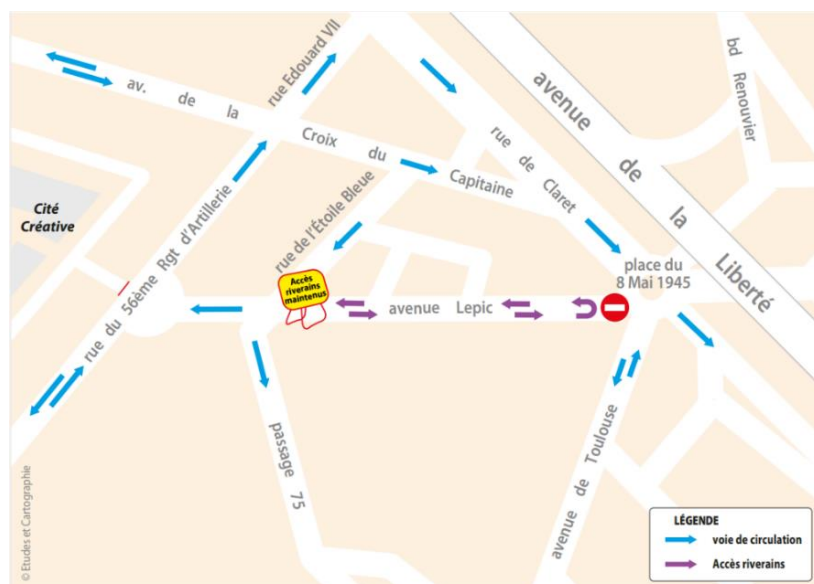 rue Edouard VII
bd Renouvier
avenue de la Liberté
av. de la Croix du Capitaine
rue de Claret
Cité
Créative
rue du 56ème Rgt d'Artillerie
rue de l'Étoile Bleue
place du
8 Mai 1945
Accès
riverains
maintenus
avenue Lepic
passage 75
avenue de Toulouse
© Etudes et Cartographie
LÉGENDE
voie de circulation
Accès riverains